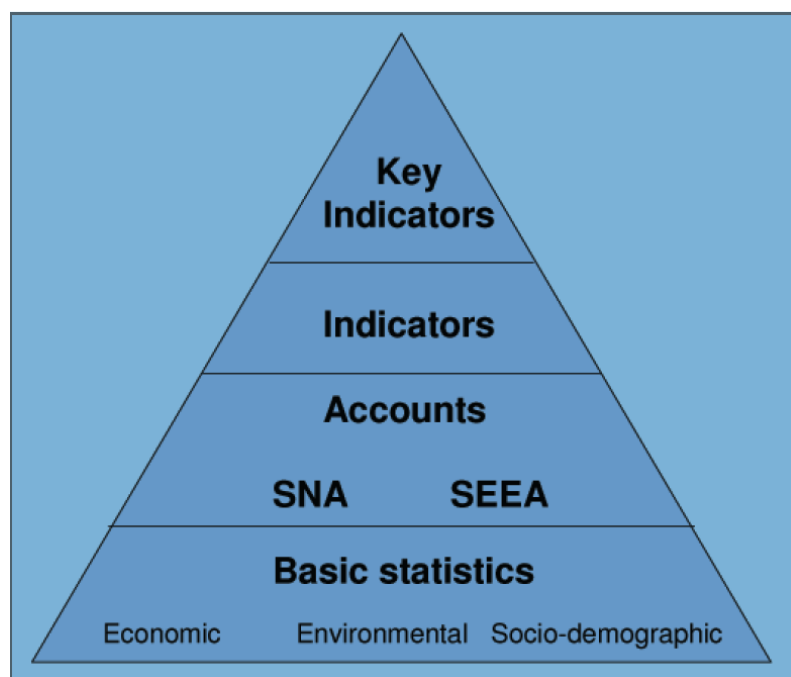 Key
Indicators
Indicators
Accounts
SNA SEEA
Basic statistics
Economic Environmental Socio-demographic